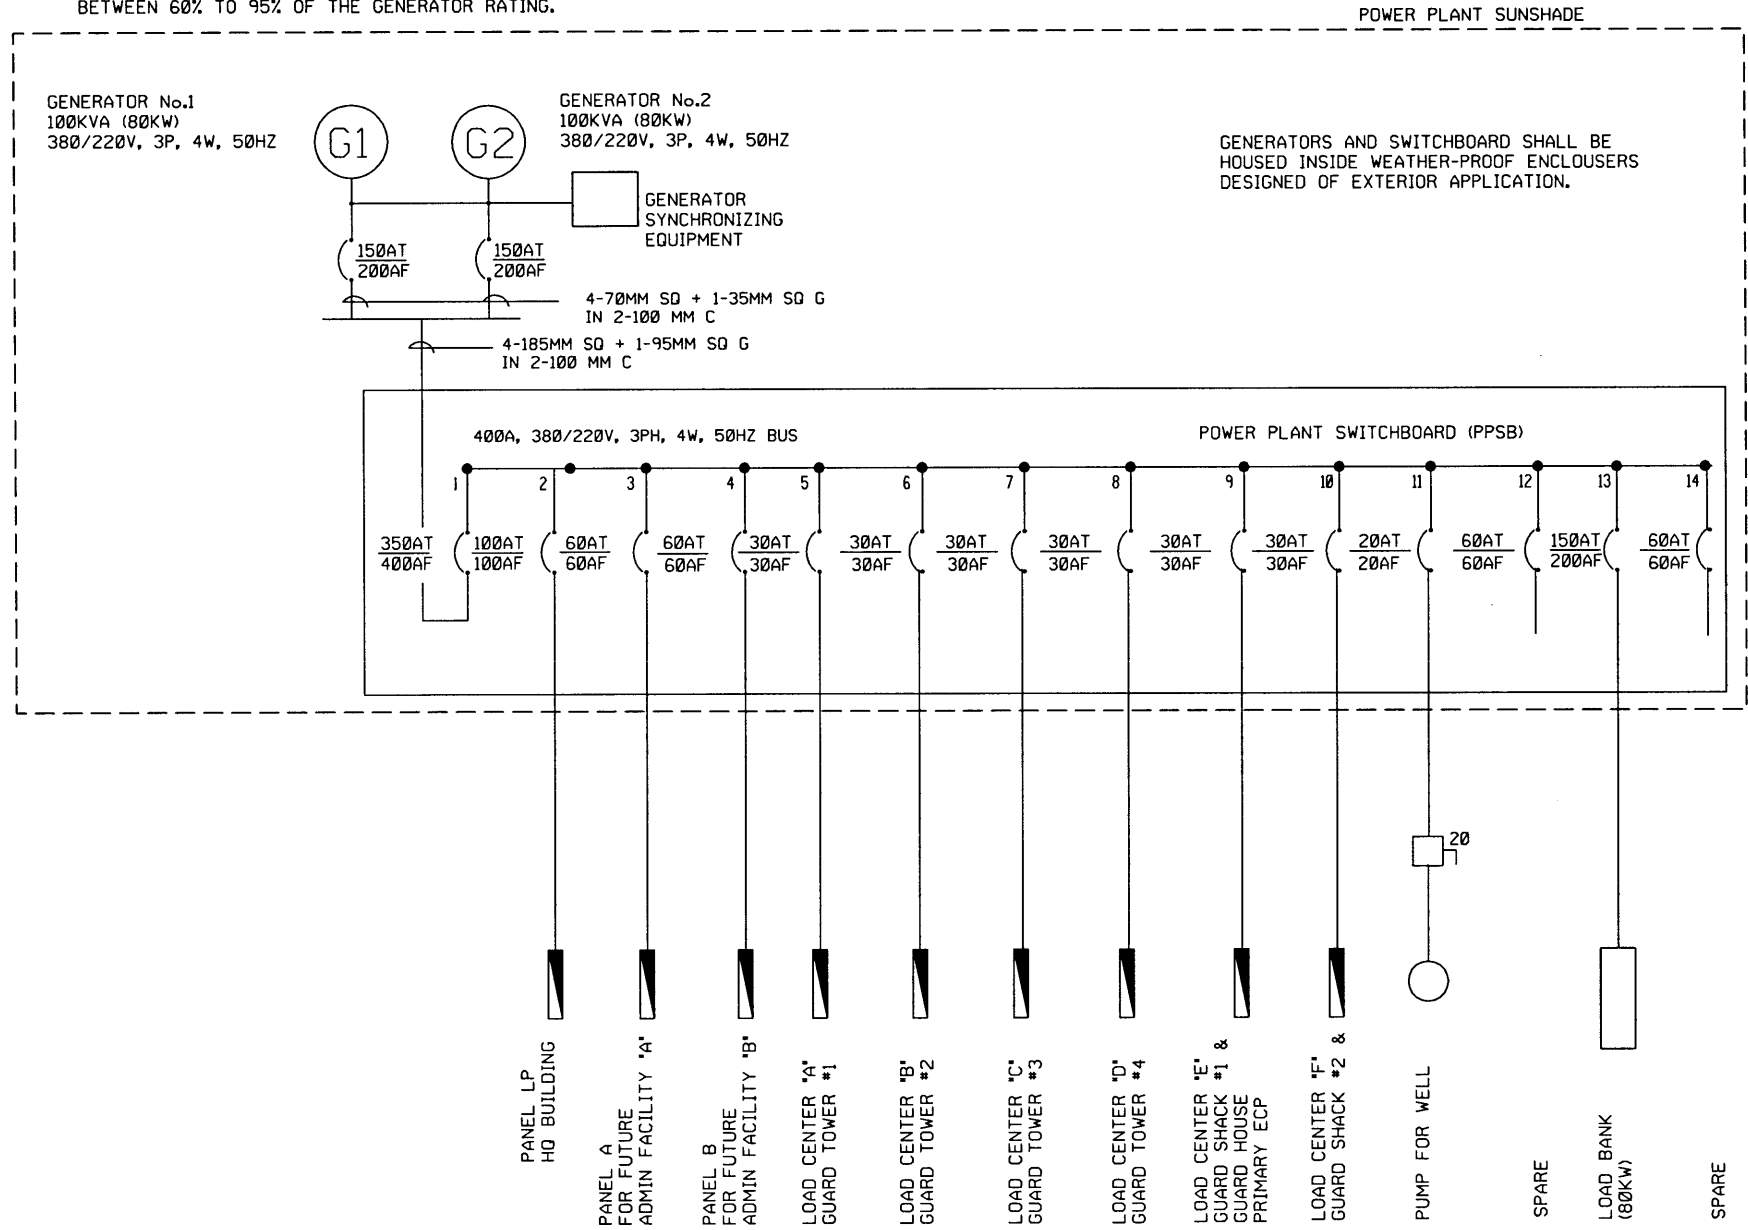 BETWEEN 60% TO 95% OF THE GENERATOR RATING.
POWER PLANT SUNSHADE
GENERATOR No.1
100KVA (80KW)
380/220V, 3P, 4W, 50HZ
G1
G2
GENERATOR No.2
100KVA (80KW)
380/220V, 3P, 4W, 50HZ
GENERATORS AND SWITCHBOARD SHALL BE
HOUSED INSIDE WEATHER-PROOF ENCLOUSERS
DESIGNED OF EXTERIOR APPLICATION.
GENERATOR
SYNCHRONIZING
EQUIPMENT
150AT
200AF
150AT
200AF
4-70MM SQ + 1-35MM SQ G
IN 2-100 MM C
4-185MM SQ + 1-95MM SQ G
IN 2-100 MM C
400A, 380/220V, 3PH, 4W, 50HZ BUS
POWER PLANT SWITCHBOARD (PPSB)
1
2
3
4
5
6
7
8
9
10
11
12
13
14
350AT
400AF
100AT
100AF
60AT
60AF
60AT
60AF
30AT
30AF
30AT
30AF
30AT
30AF
30AT
30AF
30AT
30AF
30AT
30AF
20AT
20AF
60AT
60AF
150AT
200AF
60AT
60AF
20
PANEL LP
HQ BUILDING
PANEL A
FOR FUTURE
ADMIN FACILITY "A"
PANEL B
FOR FUTURE
ADMIN FACILITY "B"
LOAD CENTER "A"
GUARD TOWER #1
LOAD CENTER "B"
GUARD TOWER #2
LOAD CENTER "C"
GUARD TOWER #3
LOAD CENTER "D"
GUARD TOWER #4
LOAD CENTER "E"
GUARD SHACK #1 &
GUARD HOUSE
PRIMARY ECP
LOAD CENTER "F"
GUARD SHACK #2 &
PUMP FOR WELL
SPARE
LOAD BANK
(80KW)
SPARE